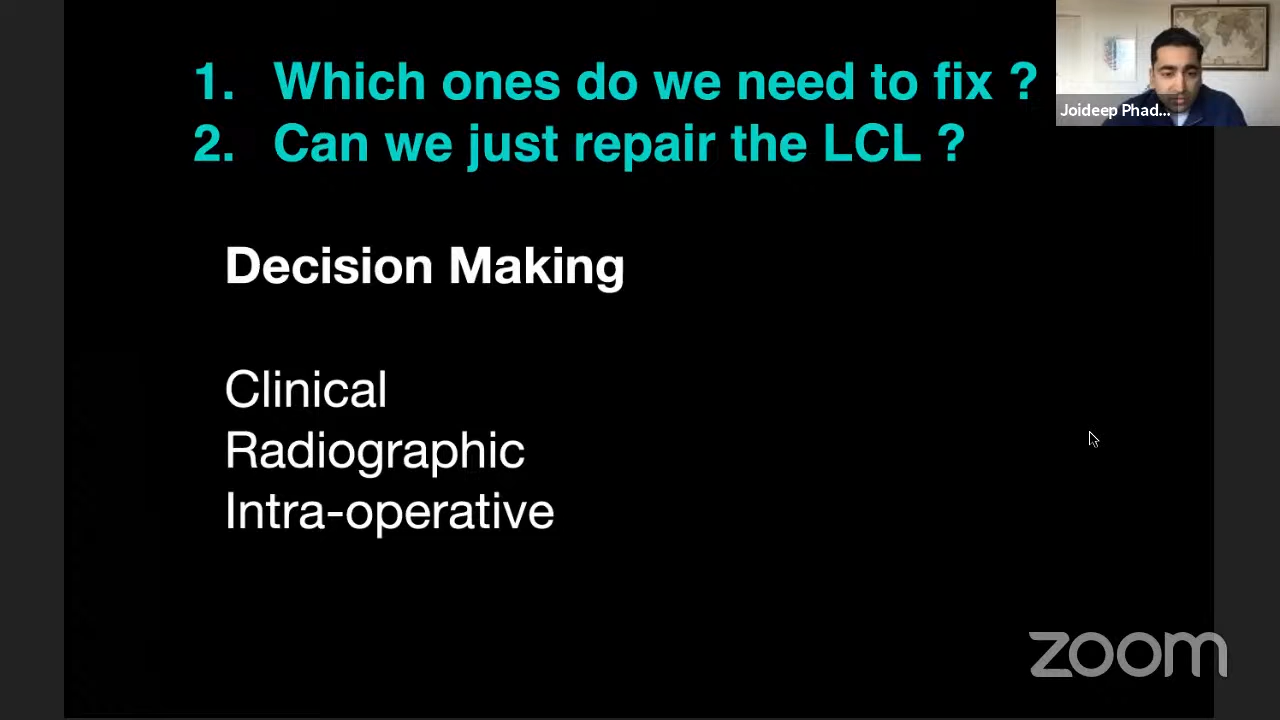 1. Which ones do we need to fix ?
2. Can we just repair the LCL ?
Joideep Phad...
Decision Making
Clinical
Radiographic
Intra-operative
zoom